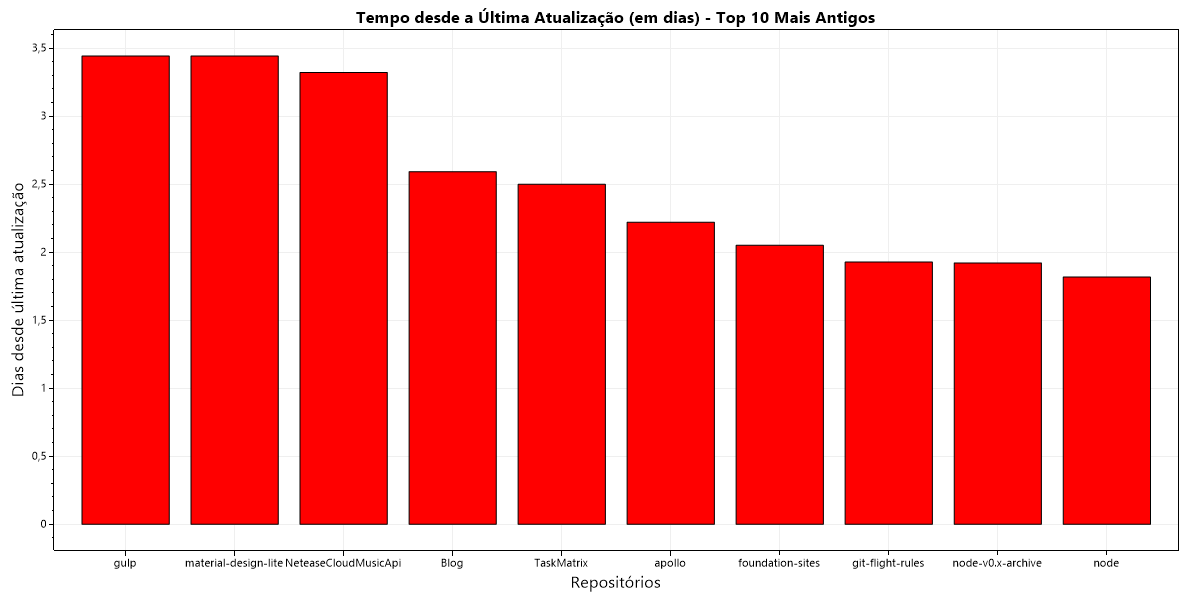 Tempo desde a Última Atualização (em dias) - Top 10 Mais Antigos
Dias desde última atualização
3,5
3
2,5
2
1,5
1
0,5
0
gulp
material-design-lite
NeteaseCloudMusicApi
Blog
TaskMatrix
apollo
foundation-sites
git-flight-rules
node-v0.x-archive
node
Repositórios